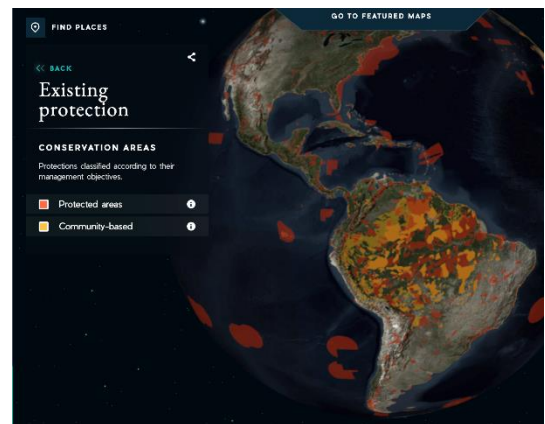 GO TO FEATURED MAPS
FIND PLACES
BACK
Existing
protection
CONSERVATION AREAS
Protections classified according to their
management objectives.
Protected areas
Community-based